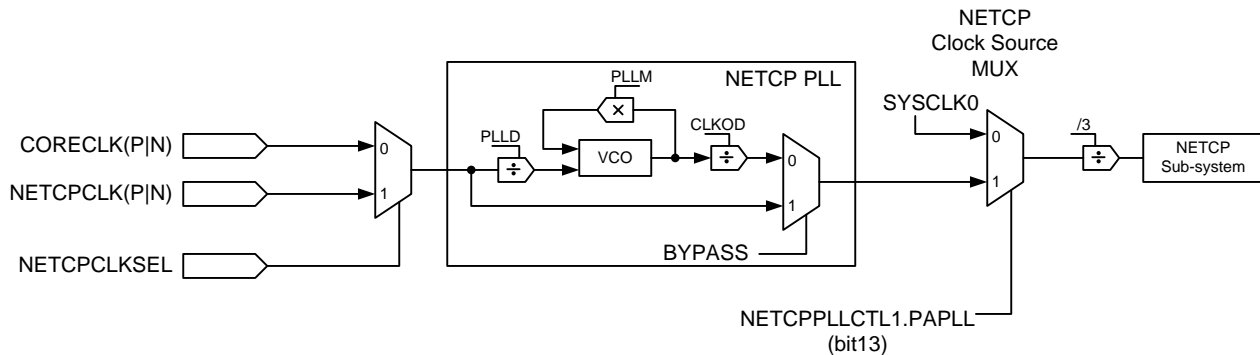 NETCP
Clock Source
MUX
NETCP PLL
PLLM
×
SYSCLK0
CORECLK(P|N)
0
PLLD
÷
VCO
CLKOD
÷
0
0
/3
÷
NETCP
Sub-system
NETCPCLK(P|N)
1
1
1
NETCPCLKSEL
BYPASS
NETCPPLLCTL1.PAPLL
(bit13)